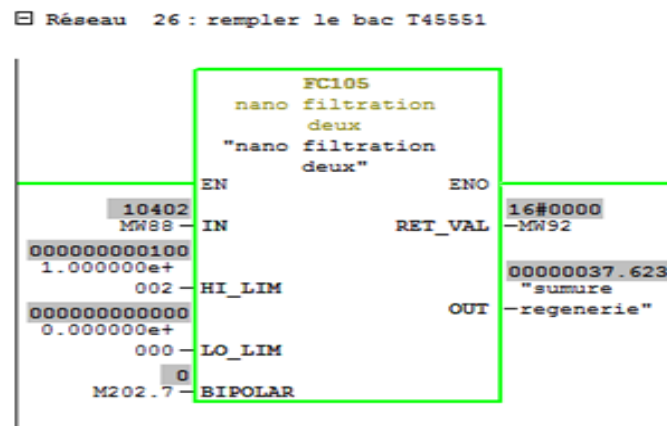 Réseau 26 : rempler le bac T45551
FC105
nano filtration
deux
"nano filtration
deux"
EN ENO
10402 16#0000
MW88 IN RET_VAL MW92
000000000100
1.000000e+ 00000037.623
002 HI_LIM "sumure
000000000000 OUT regenerie"
0.000000e+
000 LO_LIM
0
M202.7 BIPOLAR